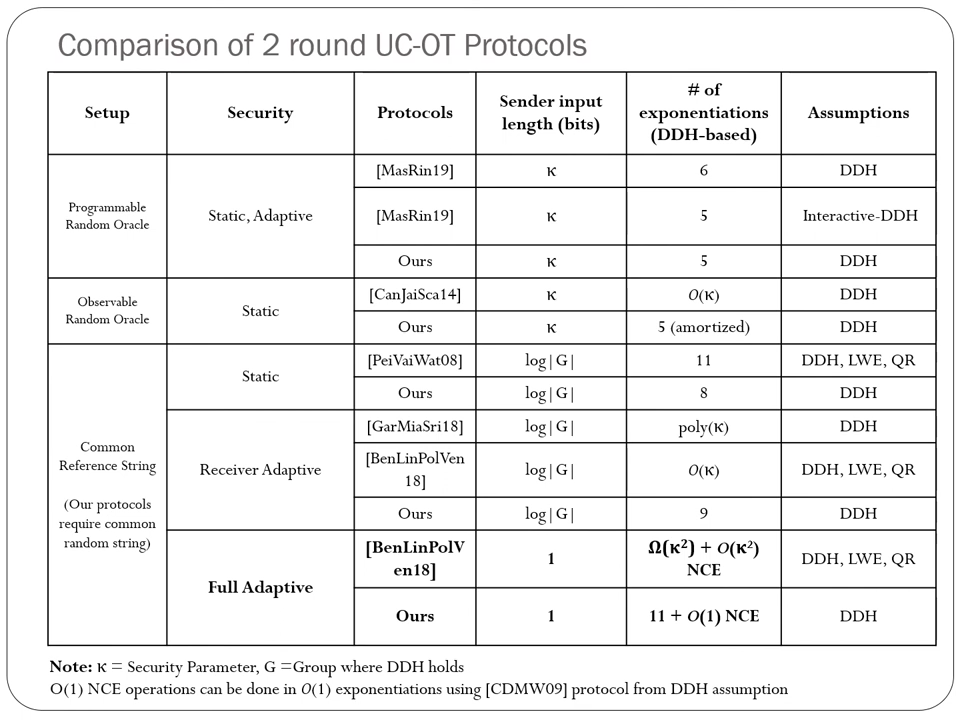 Comparison of 2 round UC-OT Protocols
Setup Security Protocols Sender input length (bits) # of exponentiations (DDH-based) Assumptions
Programmable Random Oracle Static, Adaptive [MasRin19] κ 6 DDH
[MasRin19] κ 5 Interactive-DDH
Ours κ 5 DDH
Observable Random Oracle Static [CanJaiSca14] κ O(κ) DDH
Ours κ 5 (amortized) DDH
Common Reference String (Our protocols require common random string) Static [PeiVaiWat08] log|G| 11 DDH, LWE, QR
Ours log|G| 8 DDH
Receiver Adaptive [GarMiaSri18] log|G| poly(κ) DDH
[BenLinPolVen18] log|G| O(κ) DDH, LWE, QR
Ours log|G| 9 DDH
Full Adaptive [BenLinPolVen18] 1 Ω(κ²) + O(κ²) NCE DDH, LWE, QR
Ours 1 11 + O(1) NCE DDH
Note: κ = Security Parameter, G =Group where DDH holds
O(1) NCE operations can be done in O(1) exponentiations using [CDMW09] protocol from DDH assumption